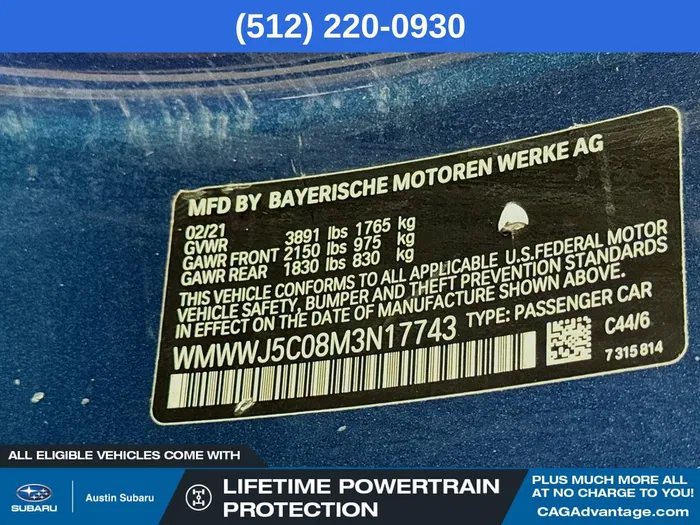 (512) 220-0930
MFD BY BAYERISCHE MOTOREN WERKE AG
02/21
GVWR 3891 lbs 1765 kg
GAWR FRONT 2150 lbs 975 kg
GAWR REAR 1830 lbs 830 kg
THIS VEHICLE CONFORMS TO ALL APPLICABLE U.S.FEDERAL MOTOR
VEHICLE SAFETY, BUMPER AND THEFT PREVENTION STANDARDS
IN EFFECT ON THE DATE OF MANUFACTURE SHOWN ABOVE.
WMWWJ5C08M3N17743 TYPE: PASSENGER CAR
C44/6
7 315 814
ALL ELIGIBLE VEHICLES COME WITH
SUBARU
Austin Subaru
LIFETIME POWERTRAIN
PROTECTION
PLUS MUCH MORE ALL
AT NO CHARGE TO YOU!
CAGAdvantage.com